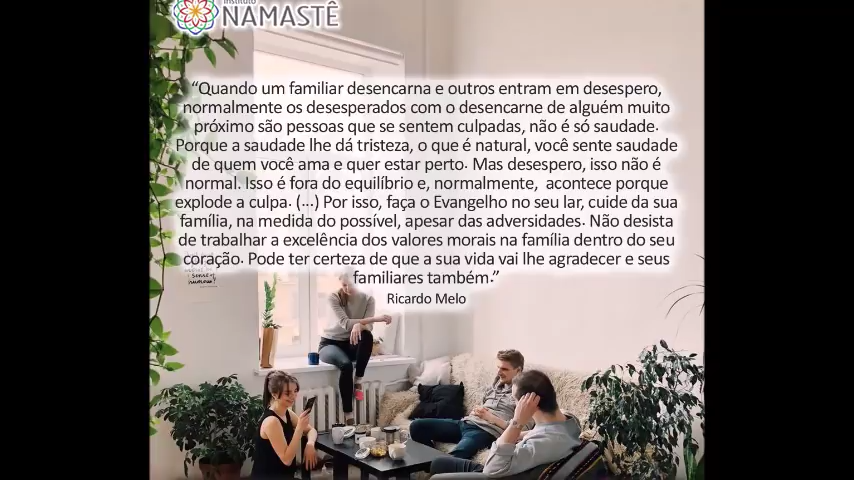 Instituto
NAMASTÊ
“Quando um familiar desencarna e outros entram em desespero,
normalmente os desesperados com o desencarne de alguém muito
próximo são pessoas que se sentem culpadas, não é só saudade.
Porque a saudade lhe dá tristeza, o que é natural, você sente saudade
de quem você ama e quer estar perto. Mas desespero, isso não é
normal. Isso é fora do equilíbrio e, normalmente, acontece porque
explode a culpa. (...) Por isso, faça o Evangelho no seu lar, cuide da sua
família, na medida do possível, apesar das adversidades. Não desista
de trabalhar a excelência dos valores morais na família dentro do seu
coração. Pode ter certeza de que a sua vida vai lhe agradecer e seus
familiares também.”
Ricardo Melo